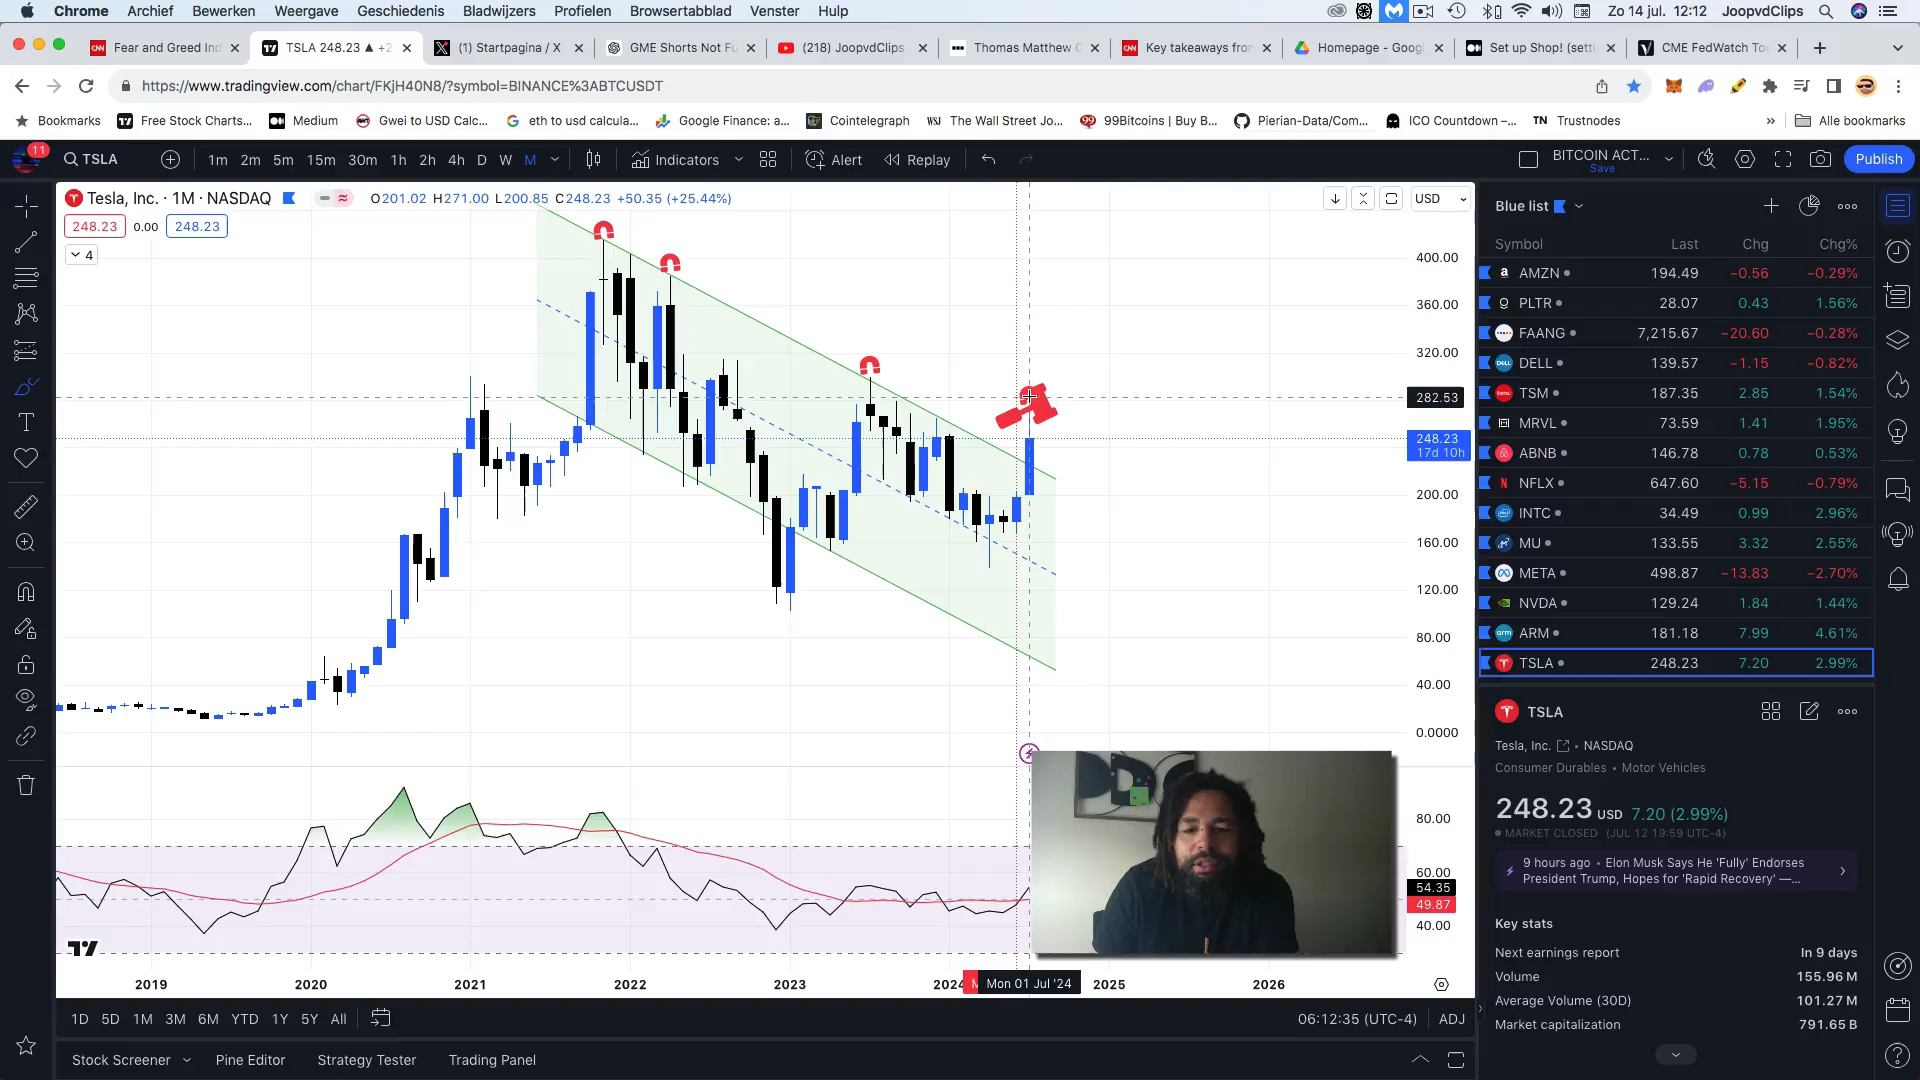 Chrome Archief Bewerken Weergave Geschiedenis Bladwijzers Profielen Browsertabblad Venster Hulp Zo 14 jul. 12:12 JoopvdClips
Fear and Greed Ind TSLA 248.23 ▲ +2 (1) Startpagina / X GME Shorts Not Fu (218) JoopvdClips Thomas Matthew C Key takeaways fron Homepage - Googl Set up Shop! (setti CME FedWatch Too
https://www.tradingview.com/chart/FKjH40N8/?symbol=BINANCE%3ABTCUSDT
Bookmarks Free Stock Charts... Medium Gwei to USD Calc... eth to usd calcula... Google Finance: a... Cointelegraph WSJ The Wall Street Jo... 99Bitcoins | Buy B... Pierian-Data/Com... ICO Countdown –... TN Trustnodes » Alle bookmarks
11 TSLA 1m 2m 5m 15m 30m 1h 2h 4h D W M Indicators Alert Replay BITCOIN ACT... Save Publish
Tesla, Inc. · 1M · NASDAQ O201.02 H271.00 L200.85 C248.23 +50.35 (+25.44%) USD
248.23 0.00 248.23
4
400.00
360.00
320.00
282.53
248.23
17d 10h
200.00
160.00
120.00
80.00
40.00
0.0000
80.00
60.00
54.35
49.87
40.00
2019 2020 2021 2022 2023 2024 Mon 01 Jul '24 2025 2026
1D 5D 1M 3M 6M YTD 1Y 5Y All 06:12:35 (UTC-4) ADJ
Stock Screener Pine Editor Strategy Tester Trading Panel
Blue list
Symbol Last Chg Chg%
AMZN 194.49 −0.56 −0.29%
PLTR 28.07 0.43 1.56%
FAANG 7,215.67 −20.60 −0.28%
DELL 139.57 −1.15 −0.82%
TSM 187.35 2.85 1.54%
MRVL 73.59 1.41 1.95%
ABNB 146.78 0.78 0.53%
NFLX 647.60 −5.15 −0.79%
INTC 34.49 0.99 2.96%
MU 133.55 3.32 2.55%
META 498.87 −13.83 −2.70%
NVDA 129.24 1.84 1.44%
ARM 181.18 7.99 4.61%
TSLA 248.23 7.20 2.99%
TSLA
Tesla, Inc. • NASDAQ
Consumer Durables • Motor Vehicles
248.23 USD 7.20 (2.99%)
MARKET CLOSED (JUL 12 19:59 UTC-4)
9 hours ago • Elon Musk Says He 'Fully' Endorses
President Trump, Hopes for 'Rapid Recovery' —...
Key stats
Next earnings report In 9 days
Volume 155.96 M
Average Volume (30D) 101.27 M
Market capitalization 791.65 B